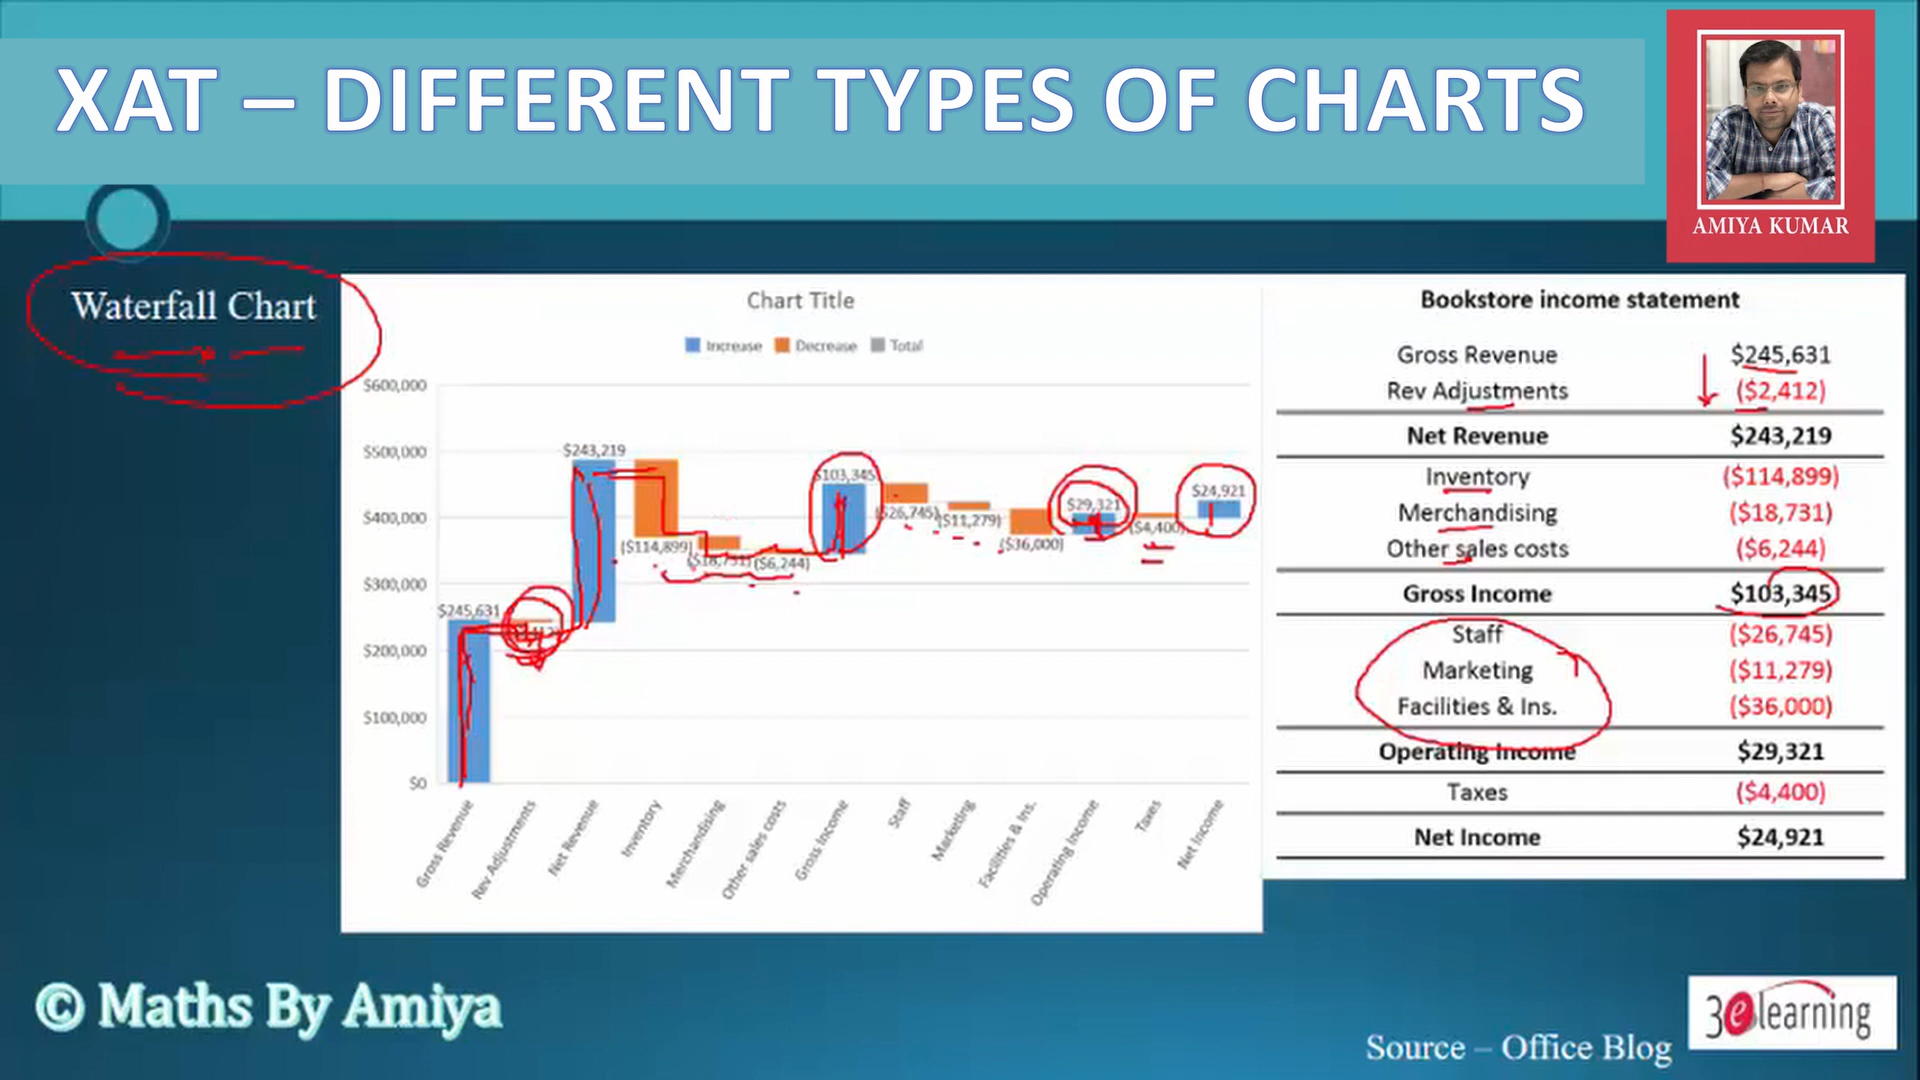 XAT – DIFFERENT TYPES OF CHARTS
AMIYA KUMAR
Waterfall Chart
Chart Title
Increase Decrease Total
$600,000
$500,000
$400,000
$300,000
$200,000
$100,000
$0
$245,631
$243,219
($114,899)
($18,731)
($6,244)
$103,345
($26,745)
($11,279)
($36,000)
$29,321
($4,400)
$24,921
Gross Revenue
Rev Adjustments
Net Revenue
Inventory
Merchandising
Other sales costs
Gross Income
Staff
Marketing
Facilities & Ins.
Operating Income
Taxes
Net Income
Bookstore income statement
Gross Revenue $245,631
Rev Adjustments ($2,412)
Net Revenue $243,219
Inventory ($114,899)
Merchandising ($18,731)
Other sales costs ($6,244)
Gross Income $103,345
Staff ($26,745)
Marketing ($11,279)
Facilities & Ins. ($36,000)
Operating Income $29,321
Taxes ($4,400)
Net Income $24,921
© Maths By Amiya
Source – Office Blog
3elearning